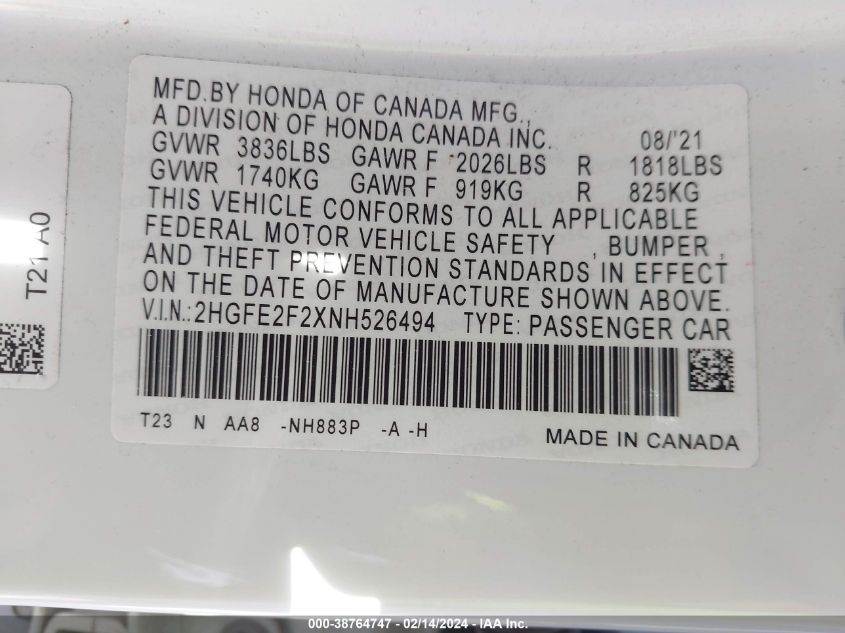 MFD.BY HONDA OF CANADA MFG.,
A DIVISION OF HONDA CANADA INC. 08/'21
GVWR 3836LBS GAWR F 2026LBS R 1818LBS
GVWR 1740KG GAWR F 919KG R 825KG
THIS VEHICLE CONFORMS TO ALL APPLICABLE
FEDERAL MOTOR VEHICLE SAFETY , BUMPER ,
AND THEFT PREVENTION STANDARDS IN EFFECT
ON THE DATE OF MANUFACTURE SHOWN ABOVE.
V.I.N.:2HGFE2F2XNH526494 TYPE: PASSENGER CAR
T23 N AA8 -NH883P -A -H
MADE IN CANADA
T21 A0
000-38764747 - 02/14/2024 - IAA Inc.